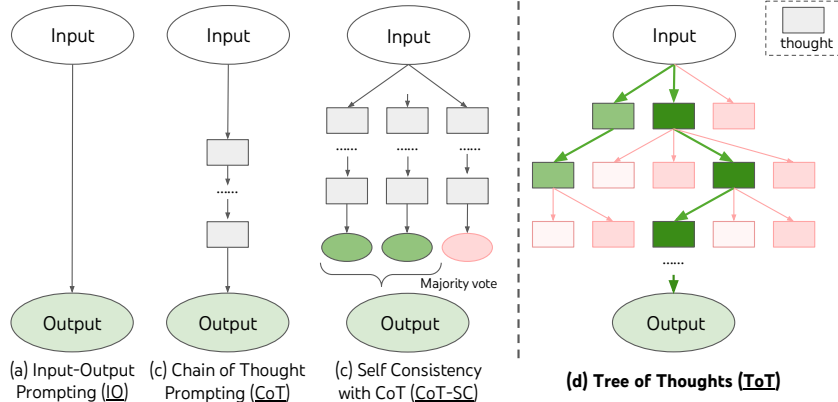 Input
Input
Input
Input
thought
......
......
......
......
......
Majority vote
Output
Output
Output
Output
(a) Input-Output
Prompting (IO)
(c) Chain of Thought
Prompting (CoT)
(c) Self Consistency
with CoT (CoT-SC)
(d) Tree of Thoughts (ToT)